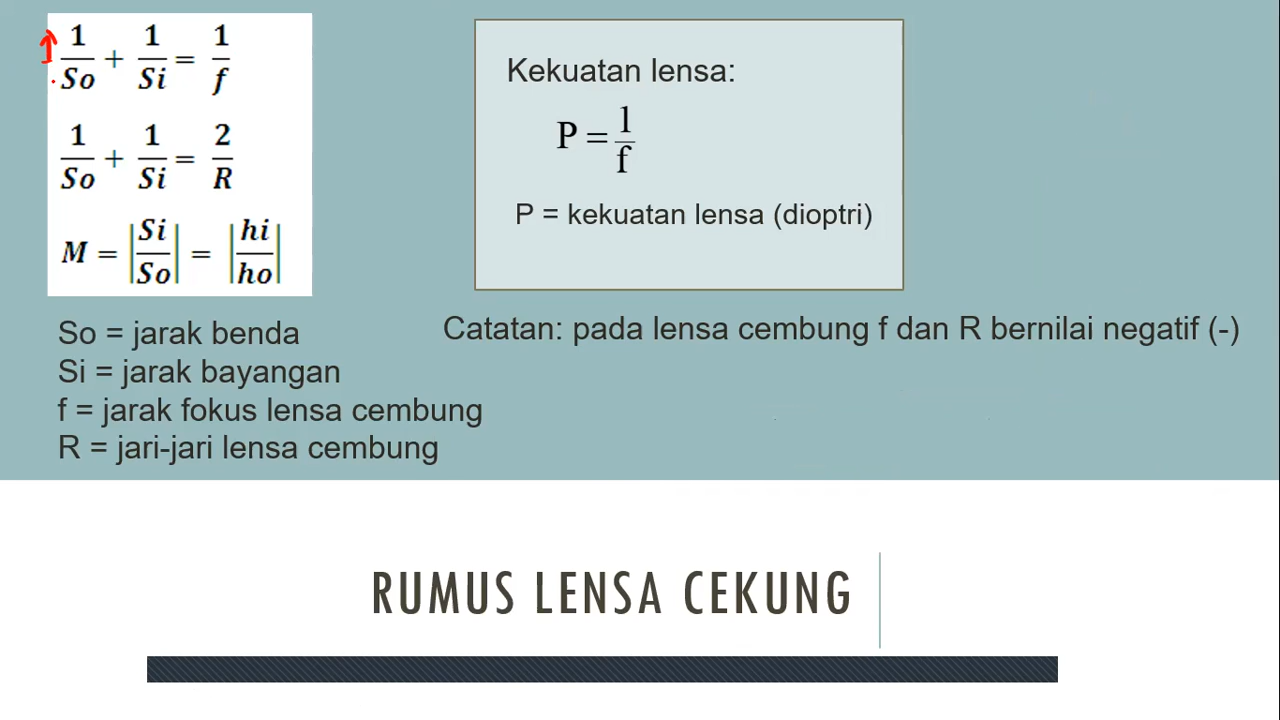 1/So + 1/Si = 1/f
1/So + 1/Si = 2/R
M = |Si/So| = |hi/ho|
Kekuatan lensa:
P = 1/f
P = kekuatan lensa (dioptri)
So = jarak benda
Si = jarak bayangan
f = jarak fokus lensa cembung
R = jari-jari lensa cembung
Catatan: pada lensa cembung f dan R bernilai negatif (-)
RUMUS LENSA CEKUNG